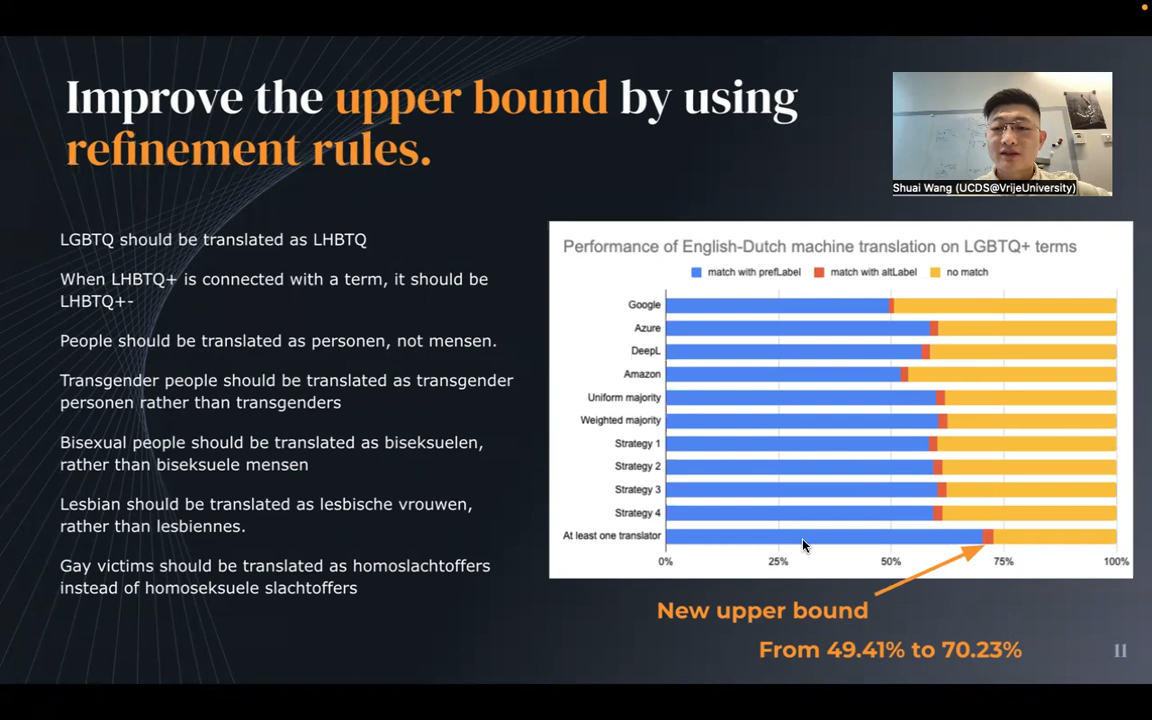 Improve the upper bound by using
refinement rules.
Shuai Wang (UCDS@VrijeUniversity)
LGBTQ should be translated as LHBTQ
When LHBTQ+ is connected with a term, it should be
LHBTQ+-
People should be translated as personen, not mensen.
Transgender people should be translated as transgender
personen rather than transgenders
Bisexual people should be translated as biseksuelen,
rather than biseksuele mensen
Lesbian should be translated as lesbische vrouwen,
rather than lesbiennes.
Gay victims should be translated as homoslachtoffers
instead of homoseksuele slachtoffers
Performance of English-Dutch machine translation on LGBTQ+ terms
match with prefLabel match with altLabel no match
Google
Azure
DeepL
Amazon
Uniform majority
Weighted majority
Strategy 1
Strategy 2
Strategy 3
Strategy 4
At least one translator
0% 25% 50% 75% 100%
New upper bound
From 49.41% to 70.23%
11